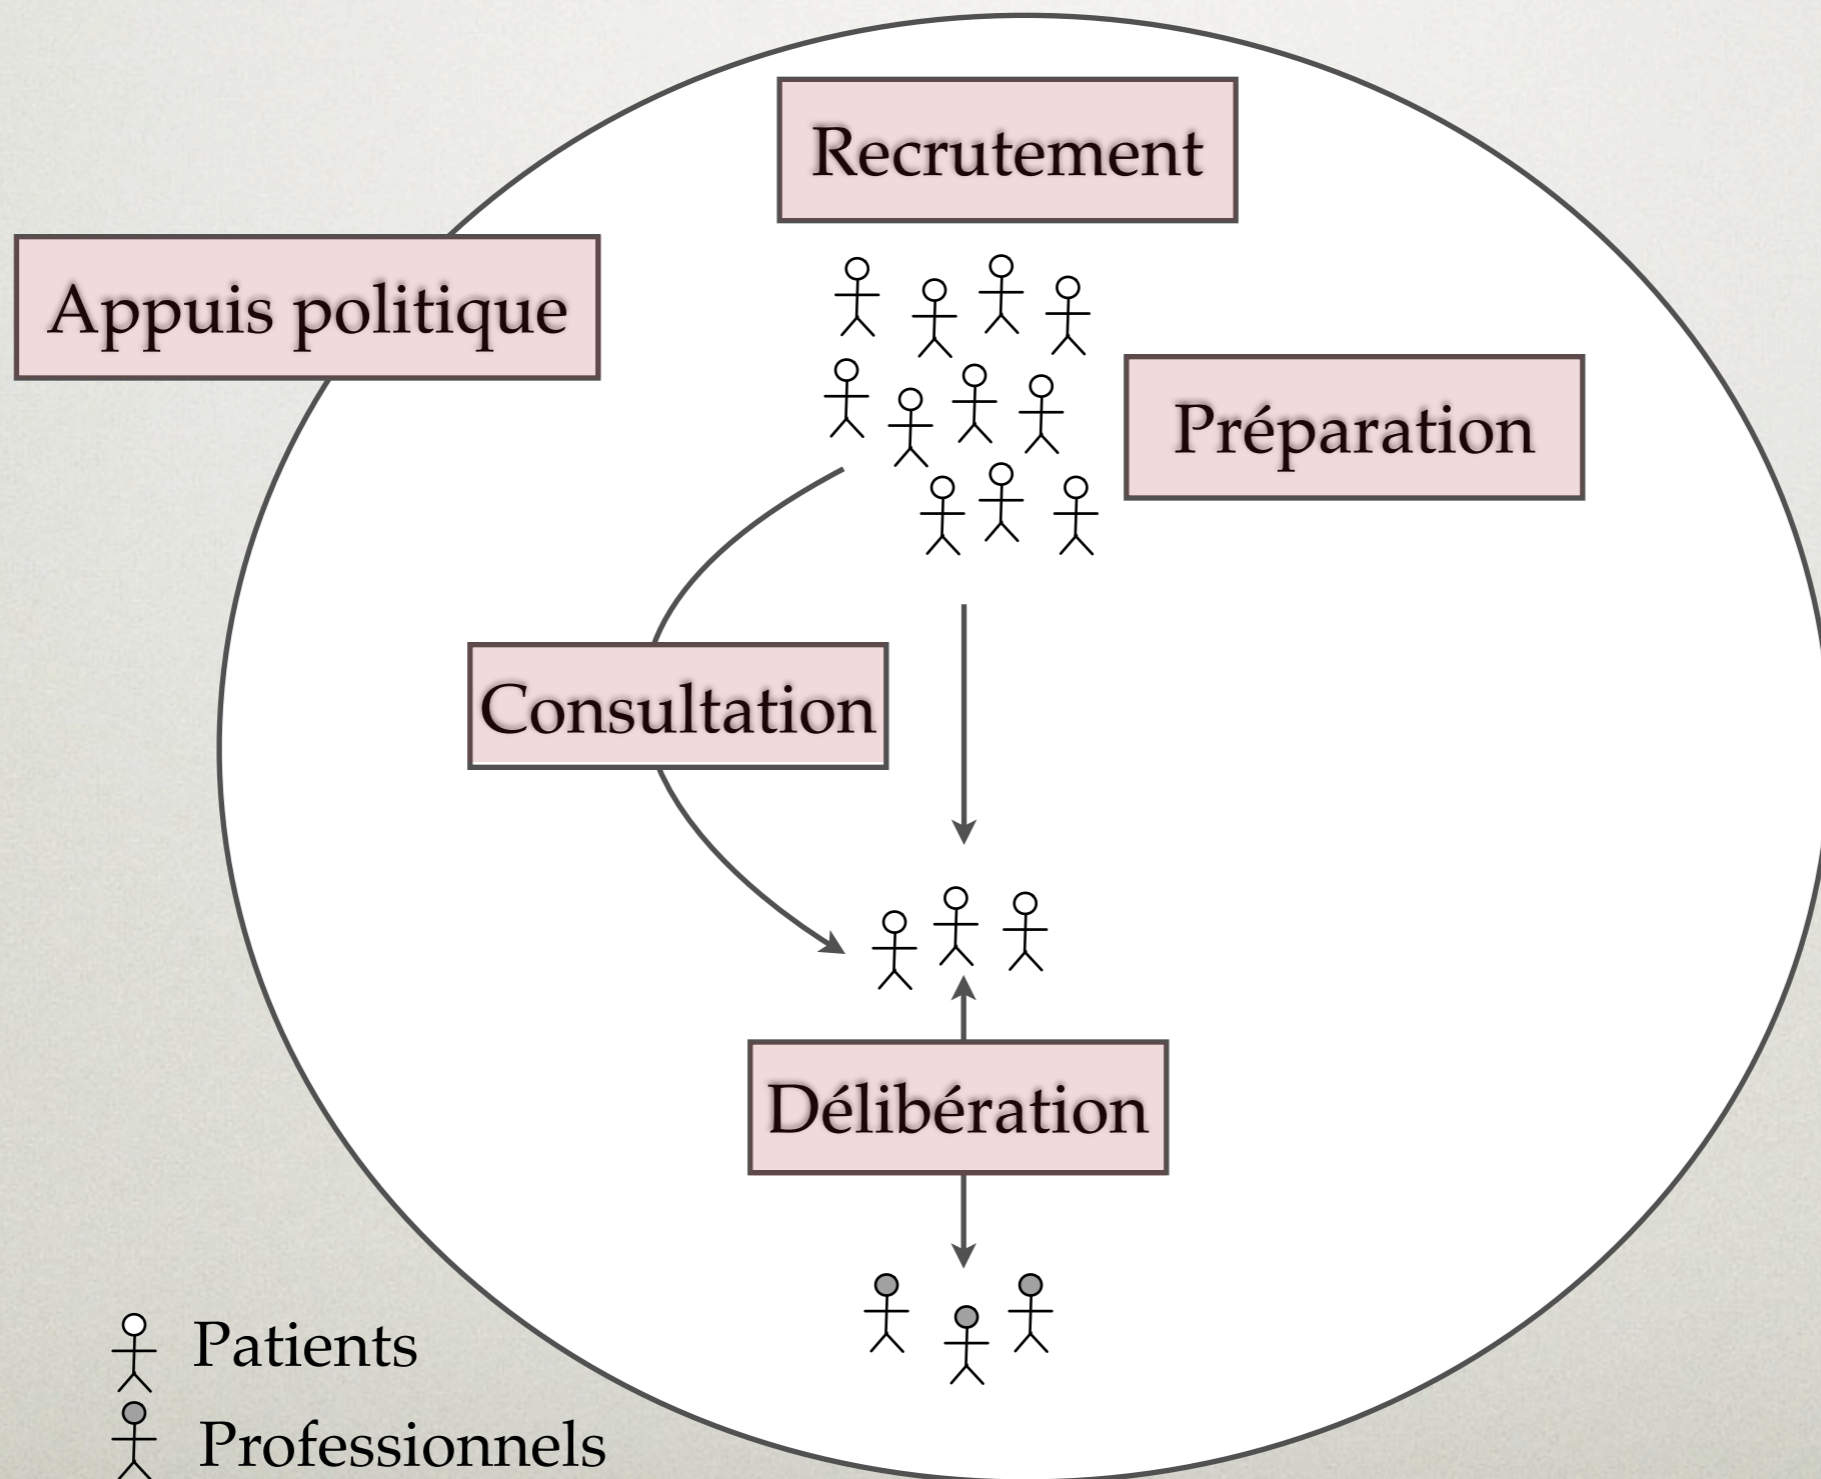 Recrutement
Appuis politique
Préparation
Consultation
Délibération
Patients
Professionnels